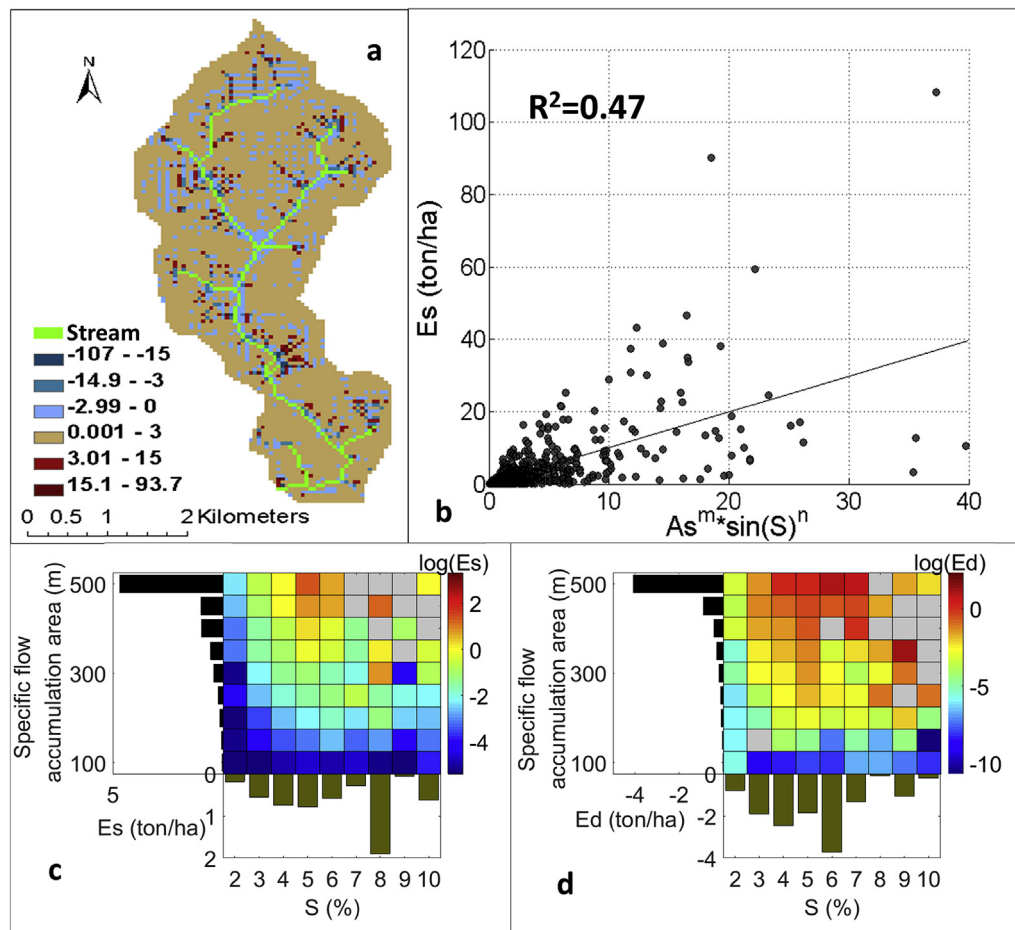 N
a
Stream
-107 - -15
-14.9 - -3
-2.99 - 0
0.001 - 3
3.01 - 15
15.1 - 93.7
0 0.5 1 2 Kilometers
120
100
80
60
40
20
0
Es (ton/ha)
R²=0.47
0 10 20 30 40
b
As^m*sin(S)^n
log(Es)
500
300
100
Specific flow
accumulation area (m)
2
0
-2
-4
5
0
1
2
Es (ton/ha)
c
2 3 4 5 6 7 8 9 10
S (%)
log(Ed)
500
300
100
Specific flow
accumulation area (m)
0
-5
-10
-4 -2 0
-2
-4
Ed (ton/ha)
d
2 3 4 5 6 7 8 9 10
S (%)